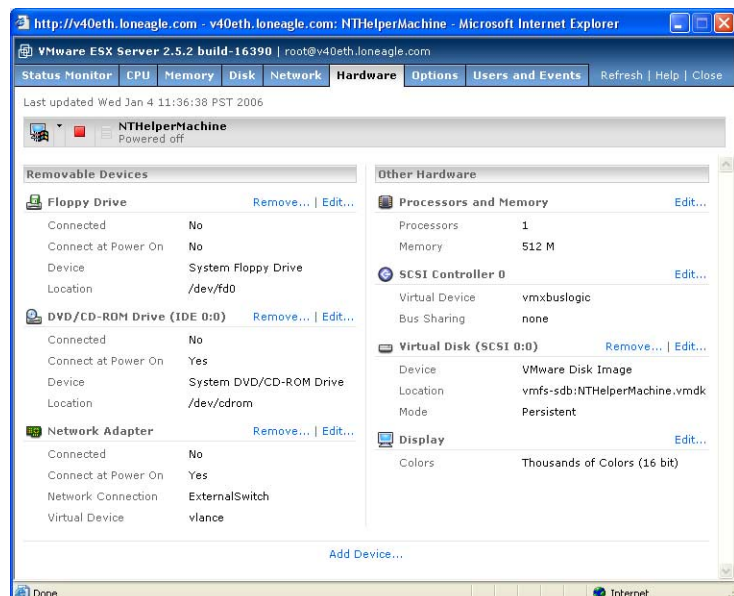 http://v40eth.loneagle.com - v40eth.loneagle.com: NTHelperMachine - Microsoft Internet Explorer
VMware ESX Server 2.5.2 build-16390 | root@v40eth.loneagle.com
Status Monitor CPU Memory Disk Network Hardware Options Users and Events Refresh | Help | Close
Last updated Wed Jan 4 11:36:38 PST 2006
NTHelperMachine
Powered off
Removable Devices
Floppy Drive Remove... | Edit...
Connected No
Connect at Power On No
Device System Floppy Drive
Location /dev/fd0
DVD/CD-ROM Drive (IDE 0:0) Remove... | Edit...
Connected No
Connect at Power On Yes
Device System DVD/CD-ROM Drive
Location /dev/cdrom
Network Adapter Remove... | Edit...
Connected No
Connect at Power On Yes
Network Connection ExternalSwitch
Virtual Device vlance
Other Hardware
Processors and Memory Edit...
Processors 1
Memory 512 M
SCSI Controller 0 Edit...
Virtual Device vmxbuslogic
Bus Sharing none
Virtual Disk (SCSI 0:0) Remove... | Edit...
Device VMware Disk Image
Location vmfs-sdb:NTHelperMachine.vmdk
Mode Persistent
Display Edit...
Colors Thousands of Colors (16 bit)
Add Device...
Done Internet